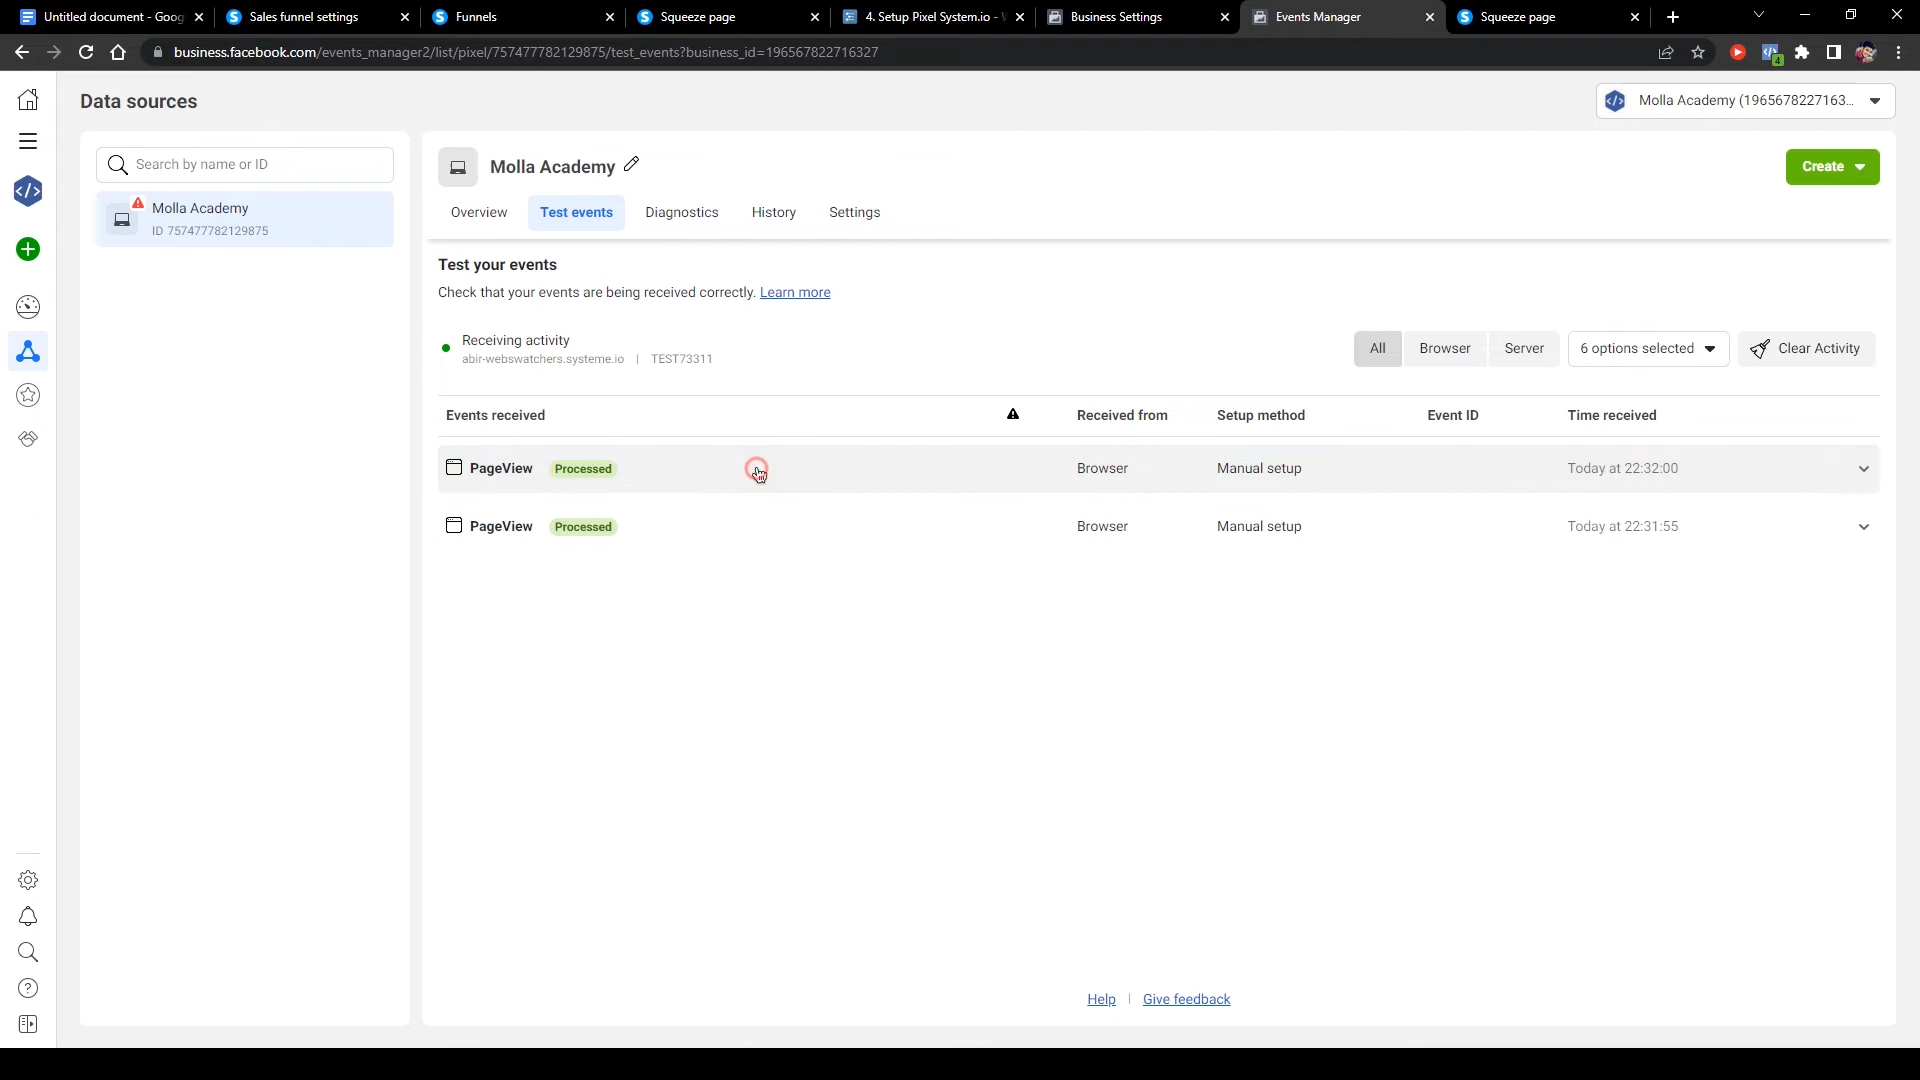 Untitled document - Goog
Sales funnel settings
Funnels
Squeeze page
4. Setup Pixel System.io -
Business Settings
Events Manager
Squeeze page
business.facebook.com/events_manager2/list/pixel/757477782129875/test_events?business_id=196567822716327
4
Data sources
Molla Academy (1965678227163...
Search by name or ID
Molla Academy
ID 757477782129875
Molla Academy
Create
Overview
Test events
Diagnostics
History
Settings
Test your events
Check that your events are being received correctly. Learn more
Receiving activity
abir-webswatchers.systeme.io | TEST73311
All
Browser
Server
6 options selected
Clear Activity
Events received
Received from
Setup method
Event ID
Time received
PageView Processed Browser Manual setup Today at 22:32:00
PageView Processed Browser Manual setup Today at 22:31:55
Help | Give feedback